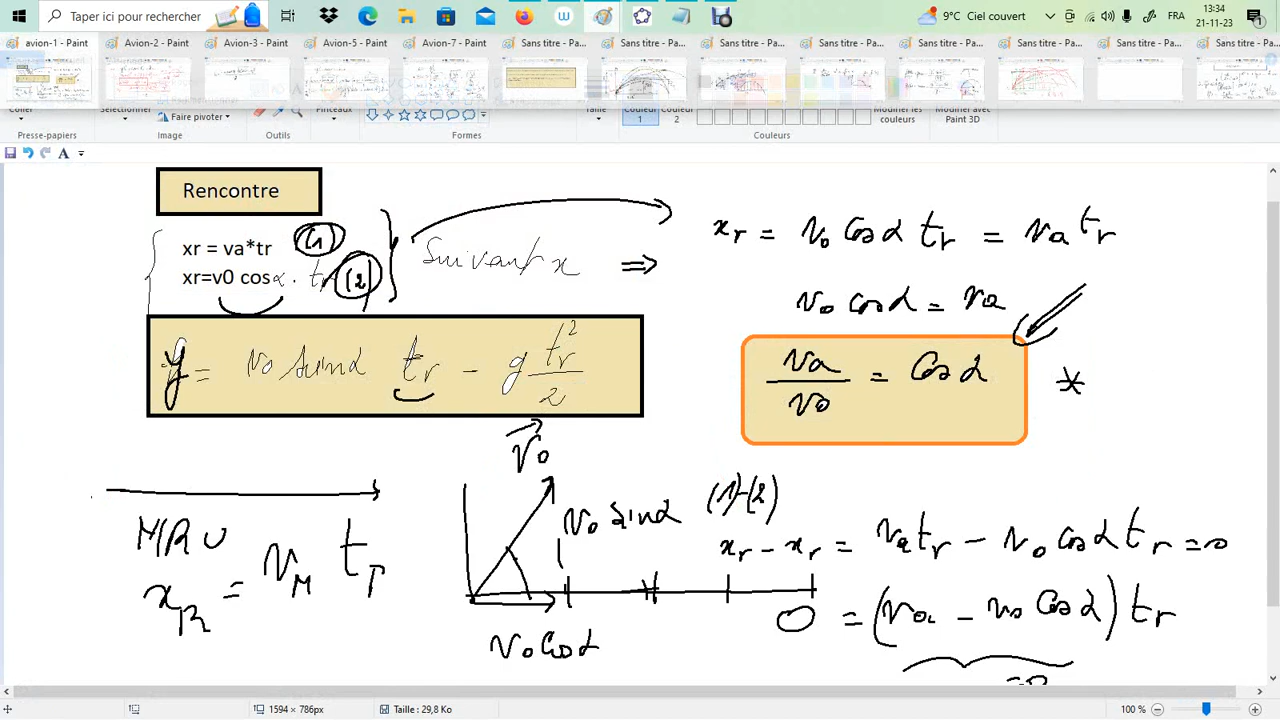 Taper ici pour rechercher
9°C Ciel couvert
FRA
13:34
21-11-23
avion-1 - Paint
Avion-2 - Paint
Avion-3 - Paint
Avion-5 - Paint
Avion-7 - Paint
Sans titre - Pa...
Sans titre - Pa...
Sans titre - Pa...
Sans titre - Pa...
Sans titre - Pa...
Sans titre - Pa...
Sans titre - Pa...
Faire pivoter
Taille
Couleur 1
Couleur 2
Modifier les couleurs
Modifier avec Paint 3D
Presse-papiers
Image
Outils
Formes
Couleurs
Rencontre
xr = va*tr (1)
xr=v0 cosα . tr (2)
Suivant x ⇒
xr = v0 cosα tr = va tr
v0 cosα = va
va/v0 = cosα *
y = v0 sinα tr - g tr²/2
v0
v0 sinα
v0 cosα
MRU
xR = vM tr
(1)-(2)
xr - xr = va tr - v0 cosα tr = 0
0 = (va - v0 cosα) tr
=0
1594 × 786px
Taille : 29,8 Ko
100 %